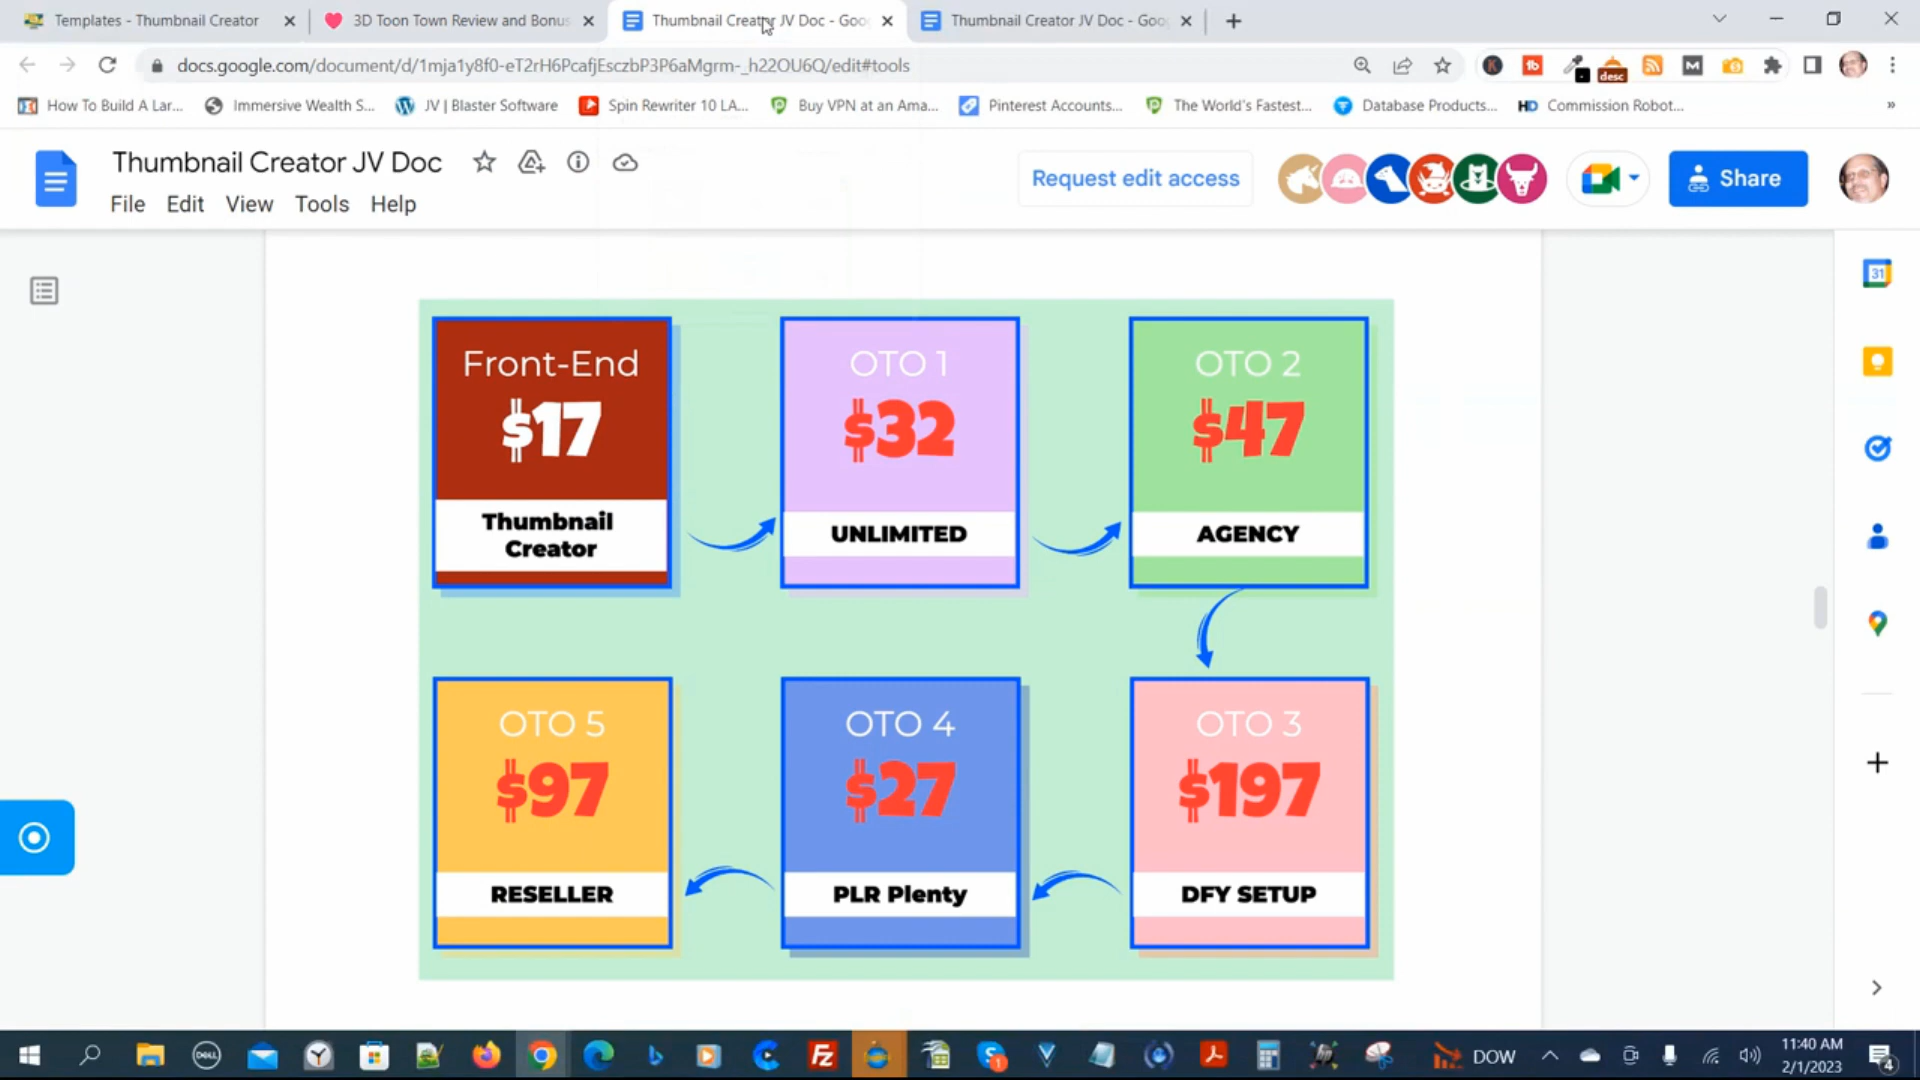 Templates - Thumbnail Creator
3D Toon Town Review and Bonus
Thumbnail Creator JV Doc - Goo
Thumbnail Creator JV Doc - Goo
docs.google.com/document/d/1mja1y8f0-eT2rH6PcafjEsczbP3P6aMgrm-_h22OU6Q/edit#tools
desc
How To Build A Lar...
Immersive Wealth S...
JV | Blaster Software
Spin Rewriter 10 LA...
Buy VPN at an Ama...
Pinterest Accounts...
The World's Fastest...
Database Products...
HD Commission Robot...
Thumbnail Creator JV Doc
File Edit View Tools Help
Request edit access
Share
31
Front-End
$17
Thumbnail
Creator
OTO 1
$32
UNLIMITED
OTO 2
$47
AGENCY
OTO 5
$97
RESELLER
OTO 4
$27
PLR Plenty
OTO 3
$197
DFY SETUP
DOW
11:40 AM
2/1/2023
4